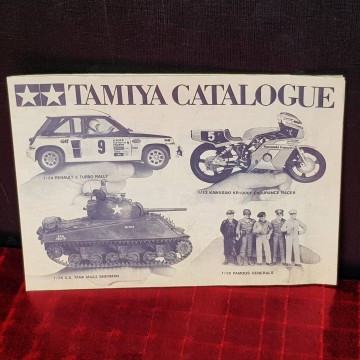 TAMIYA CATALOGUE
9
5
1/24 RENAULT 5 TURBO RALLY
1/12 KAWASAKI KR1000F ENDURANCE RACER
1/35 U.S. TANK M4A3 SHERMAN
1/35 FAMOUS GENERALS